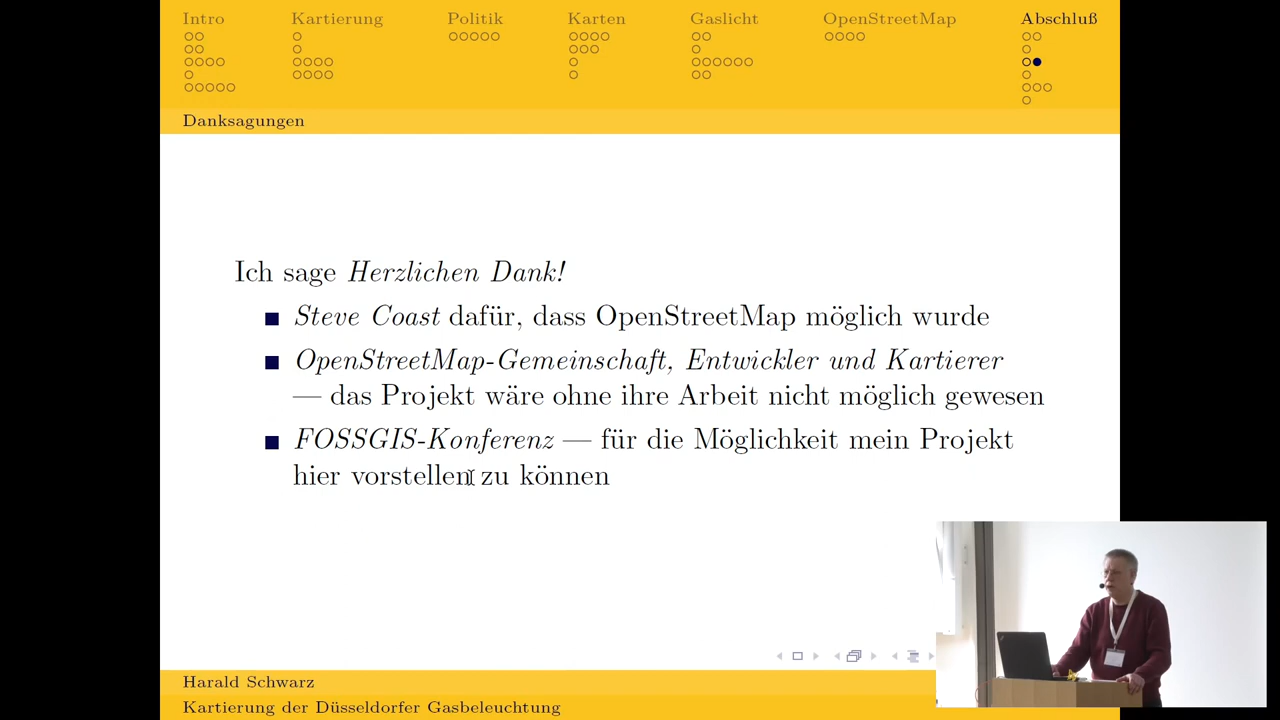 Intro Kartierung Politik Karten Gaslicht OpenStreetMap Abschluß
Danksagungen
Ich sage Herzlichen Dank!
Steve Coast dafür, dass OpenStreetMap möglich wurde
OpenStreetMap-Gemeinschaft, Entwickler und Kartierer
— das Projekt wäre ohne ihre Arbeit nicht möglich gewesen
FOSSGIS-Konferenz — für die Möglichkeit mein Projekt
hier vorstellen zu können
Harald Schwarz
Kartierung der Düsseldorfer Gasbeleuchtung